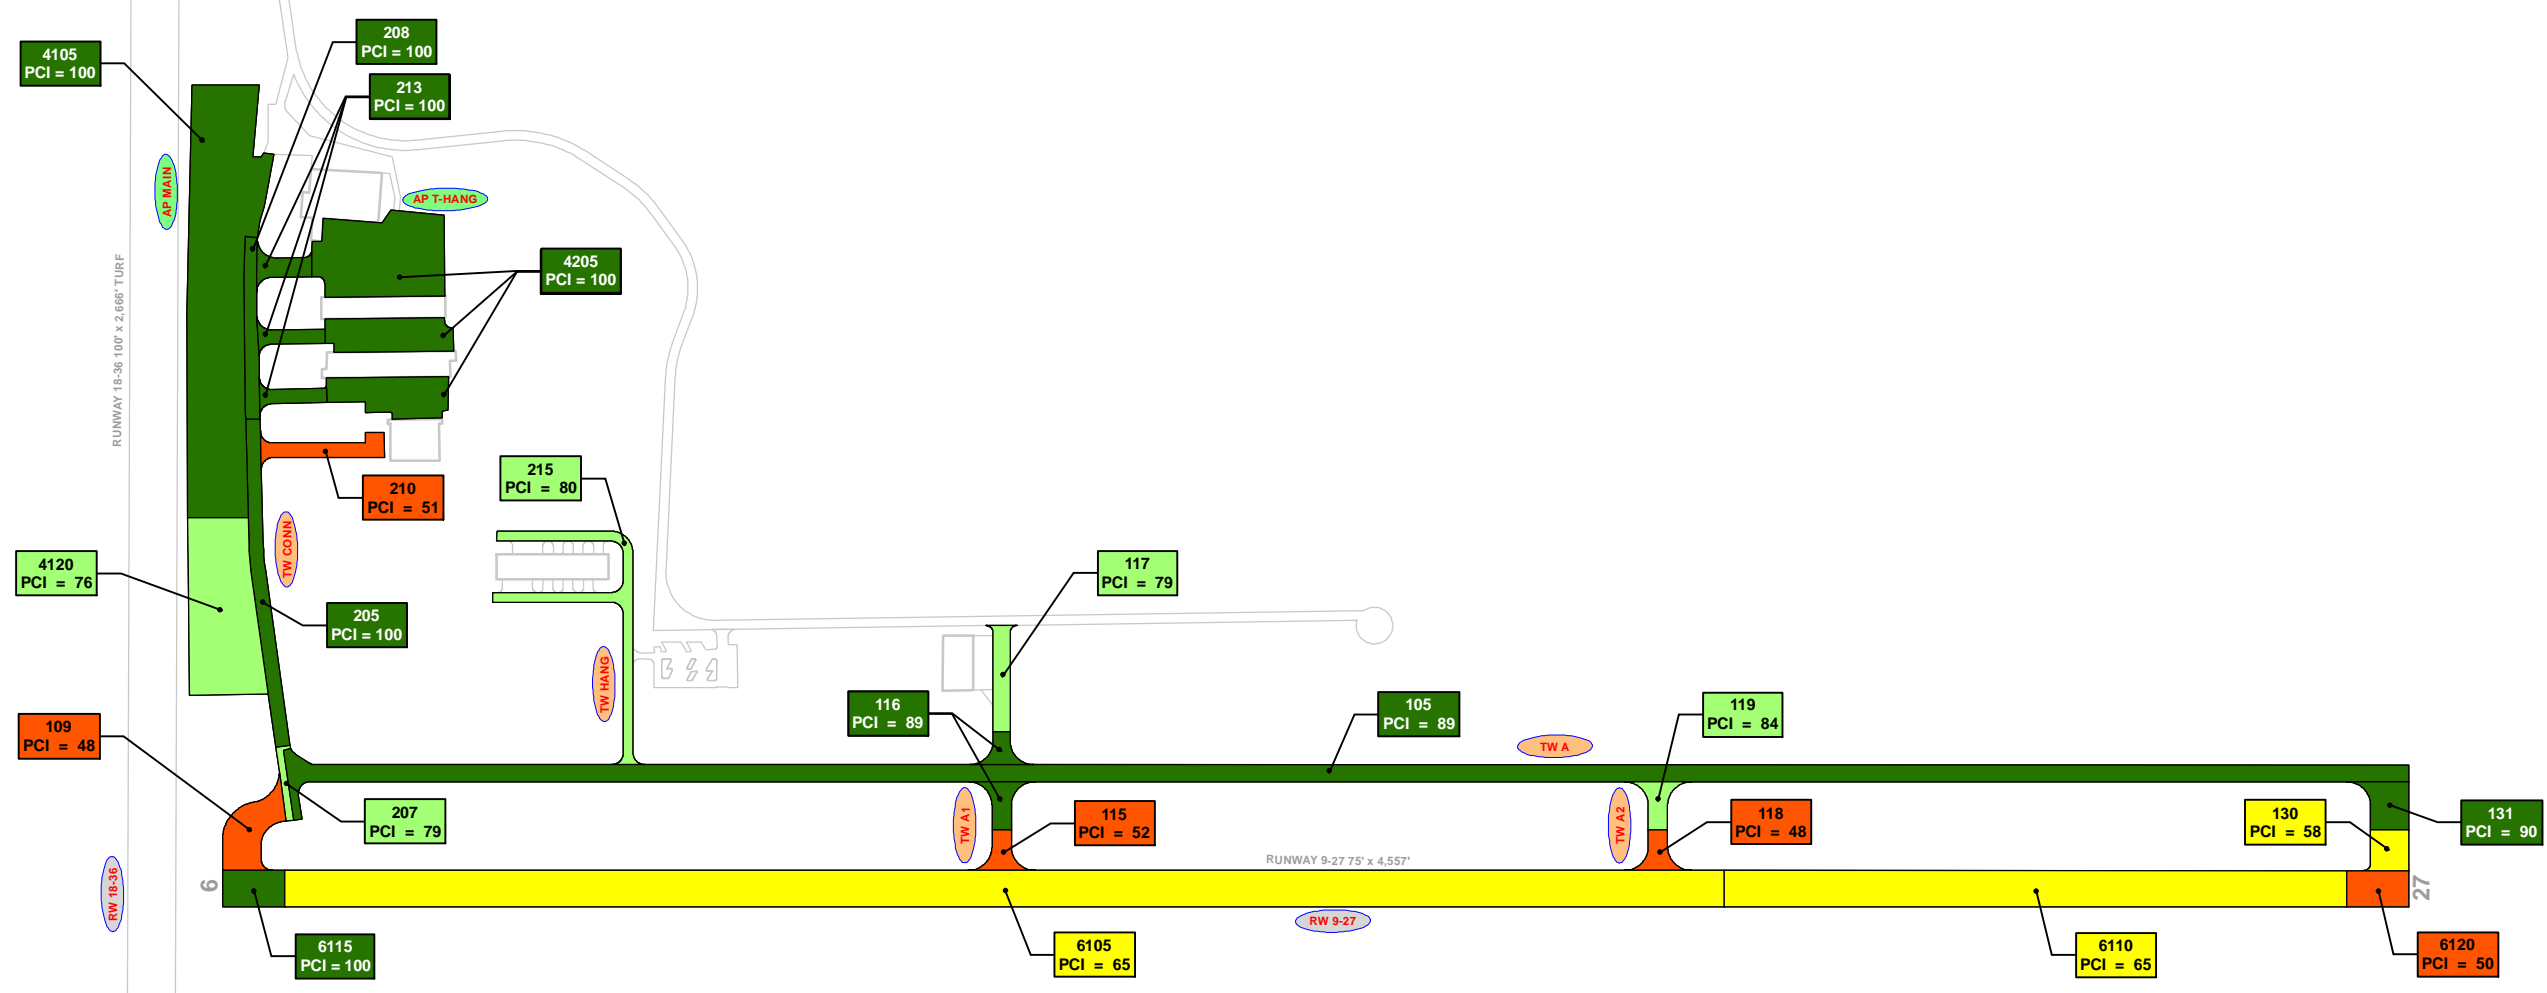 208
PCI = 100
4105
PCI = 100
213
PCI = 100
AP MAIN
AP T-HANG
RUNWAY 18-36 100' x 2,666' TURF
4205
PCI = 100
215
PCI = 80
210
PCI = 51
TW CONN
4120
PCI = 76
117
PCI = 79
205
PCI = 100
TW HANG
116
PCI = 89
105
PCI = 89
119
PCI = 84
109
PCI = 48
TW A
207
PCI = 79
TW A1
115
PCI = 52
TW A2
118
PCI = 48
130
PCI = 58
131
PCI = 90
RUNWAY 9-27 75' x 4,557'
RW 18-36
9
27
RW 9-27
6115
PCI = 100
6105
PCI = 65
6110
PCI = 65
6120
PCI = 50